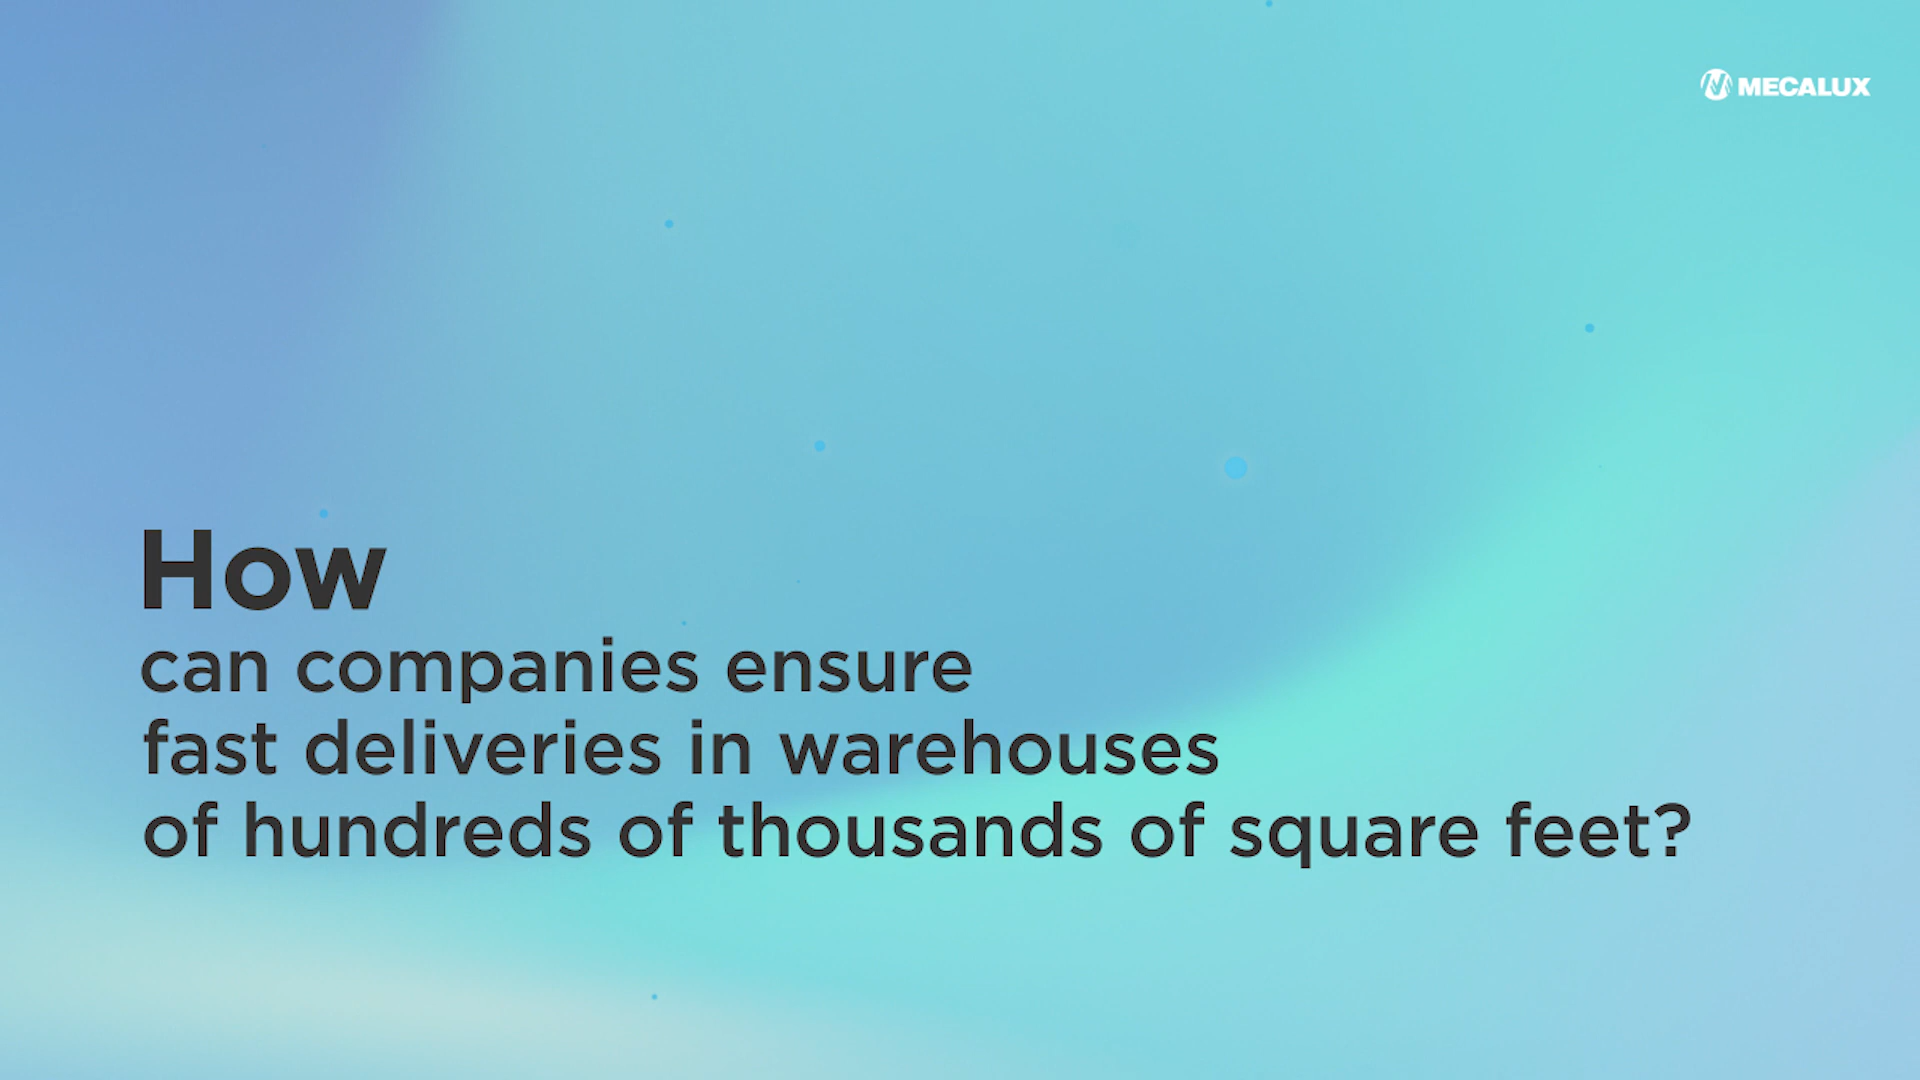 MECALUX
How
can companies ensure
fast deliveries in warehouses
of hundreds of thousands of square feet?